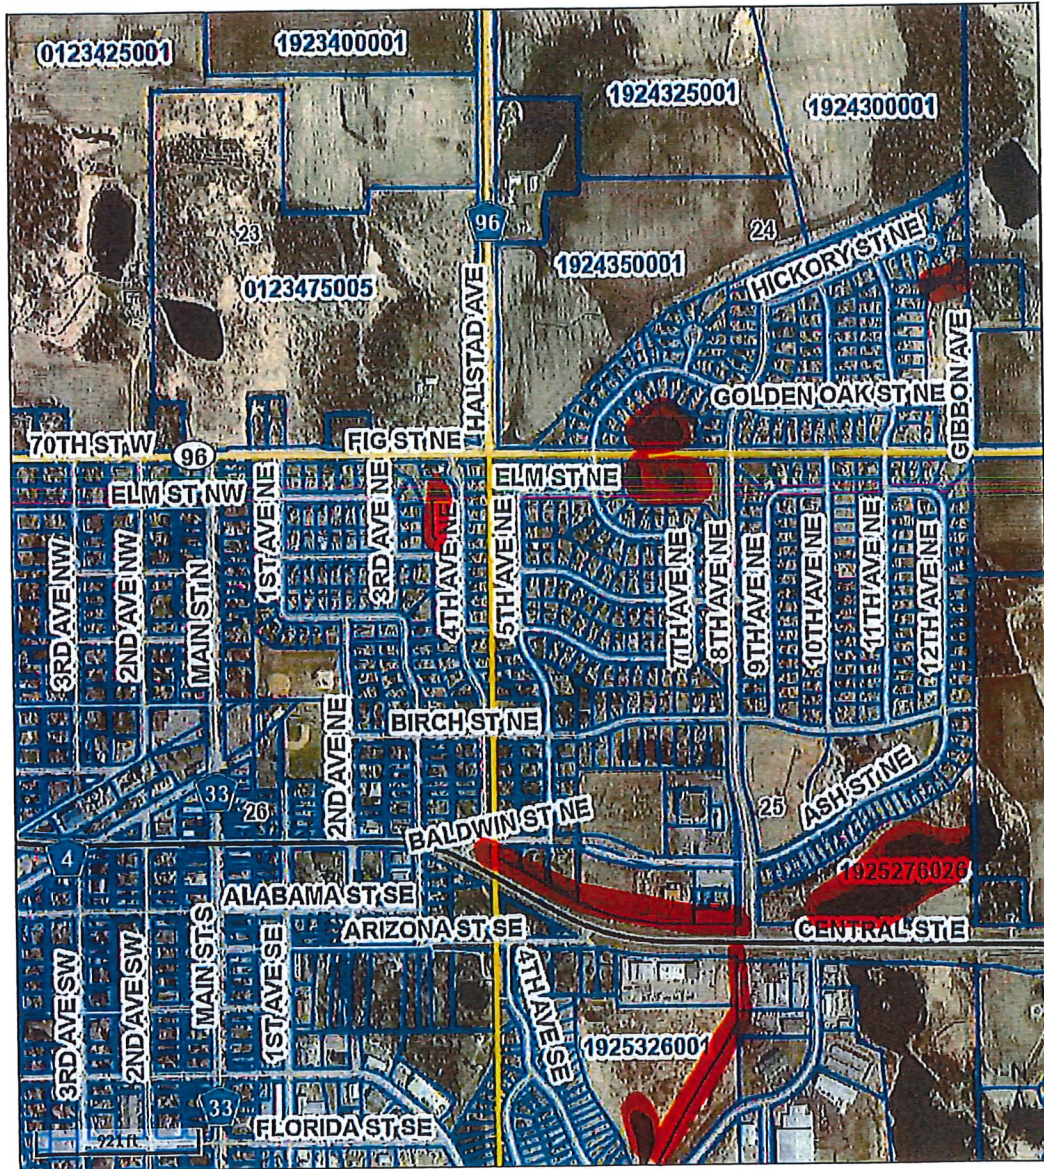 0123425001
1923400001
1924325001
1924300001
96
23
24
HICKORY ST NE
1924350001
0123475005
HALSTAD AVE
GIBBON AVE
GOLDEN OAK ST NE
70TH ST W
FIG ST NE
96
ELM ST NW
ELM ST NE
1ST AVE NE
3RD AVE NE
4TH AVE NE
5TH AVE NE
3RD AVE NW
2ND AVE NW
MAIN ST N
7TH AVE NE
8TH AVE NE
9TH AVE NE
10TH AVE NE
11TH AVE NE
12TH AVE NE
BIRCH ST NE
2ND AVE NE
33
26
25
ASH ST NE
BALDWIN ST NE
4
1925276026
ALABAMA ST SE
ARIZONA ST SE
CENTRAL ST E
3RD AVE SW
2ND AVE SW
MAIN ST S
1ST AVE SE
4TH AVE SE
1925326001
33
FLORIDA ST SE
921 ft